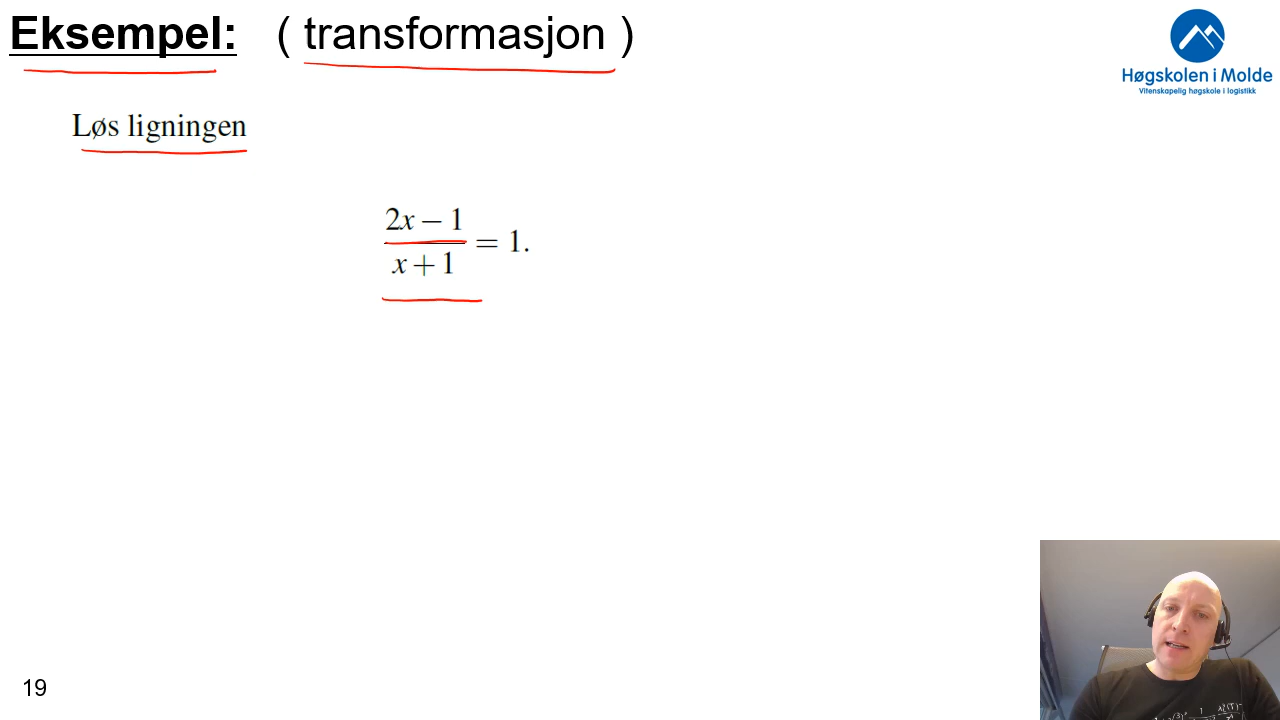 Eksempel: ( transformasjon )
Høgskolen i Molde
Vitenskapelig høgskole i logistikk
Løs ligningen
2x − 1
x + 1
= 1.
19